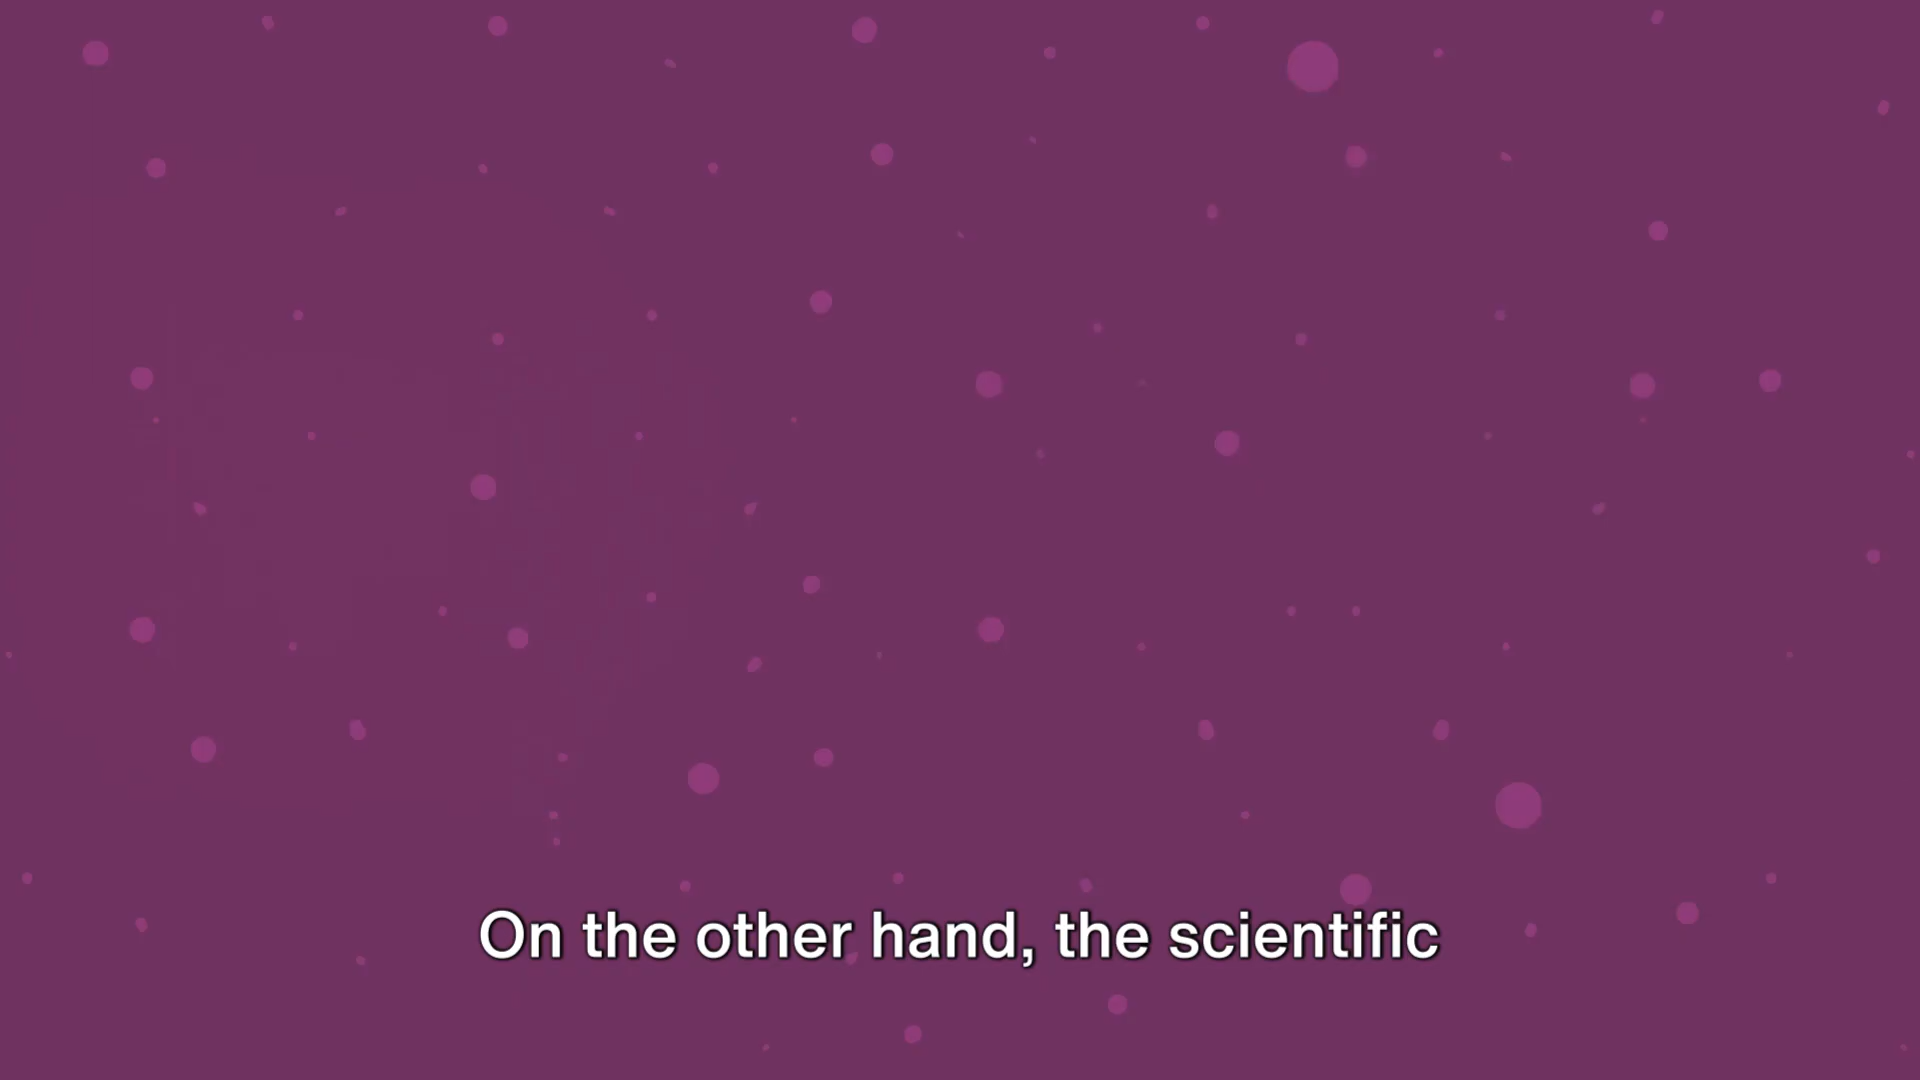 On the other hand, the scientific